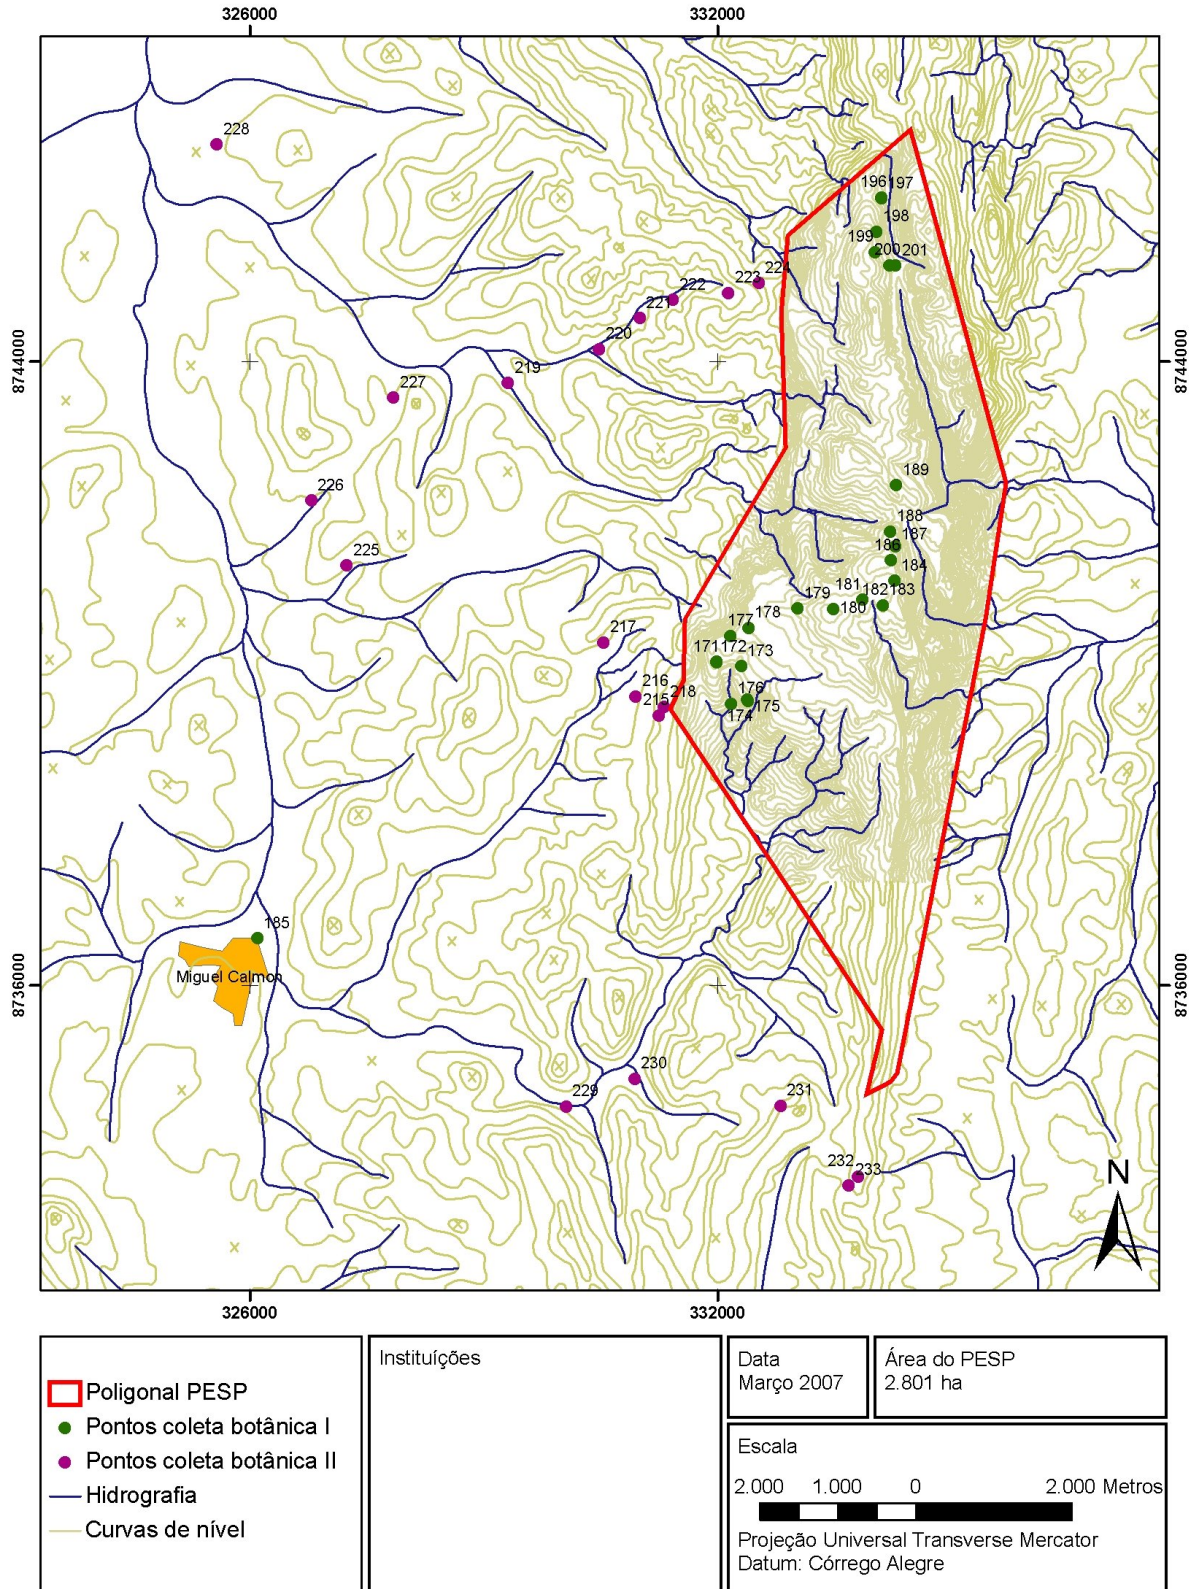 326000
332000
228
196 197
198
199
200 201
224
223
222
221
220
219
8744000
8744000
227
189
226
188
187
186
225
184
181 182 183
179
180
178
177
217
171 172 173
216
176
218
215
175
174
185
Miguel Calmon
8736000
8736000
230
229
231
232
233
N
326000
332000
Poligonal PESP
Pontos coleta botânica I
Pontos coleta botânica II
Hidrografia
Curvas de nível
Instituíções
Data
Março 2007
Área do PESP
2.801 ha
Escala
2.000 1.000 0 2.000 Metros
Projeção Universal Transverse Mercator
Datum: Córrego Alegre